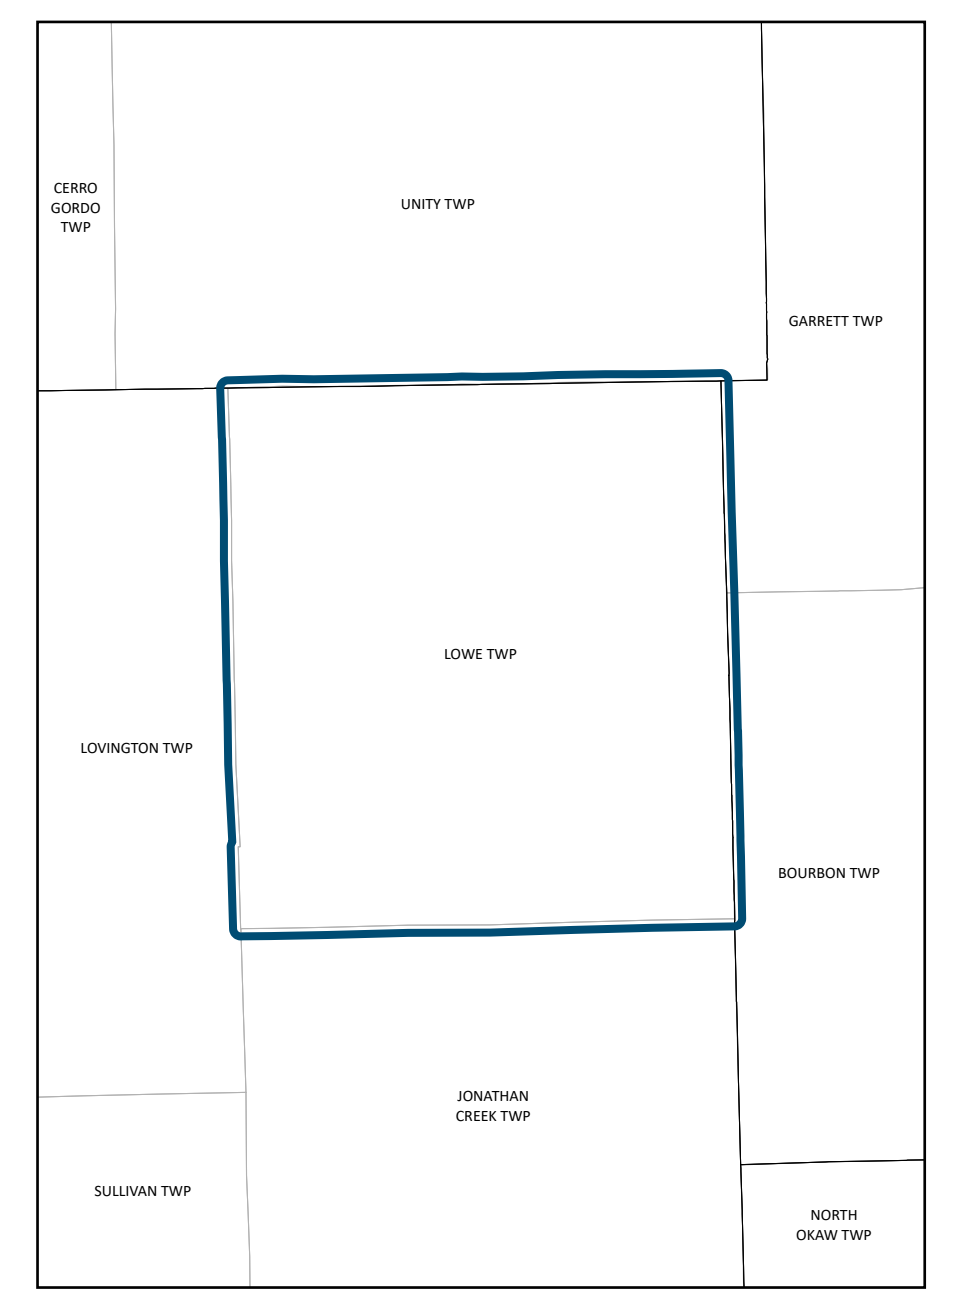 CERRO
GORDO
TWP
UNITY TWP
GARRETT TWP
LOWE TWP
LOVINGTON TWP
BOURBON TWP
JONATHAN
CREEK TWP
SULLIVAN TWP
NORTH
OKAW TWP